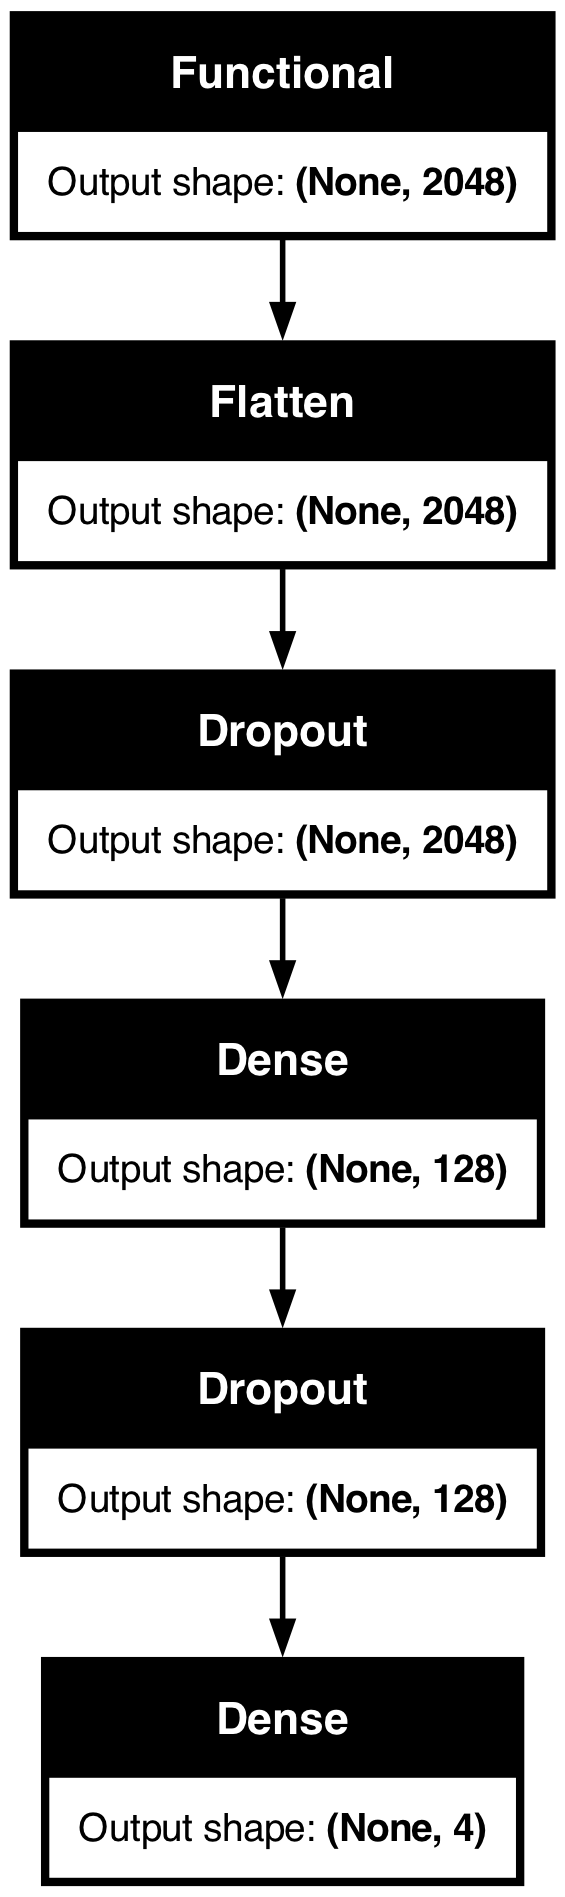 Functional
Output shape: (None, 2048)
Flatten
Output shape: (None, 2048)
Dropout
Output shape: (None, 2048)
Dense
Output shape: (None, 128)
Dropout
Output shape: (None, 128)
Dense
Output shape: (None, 4)